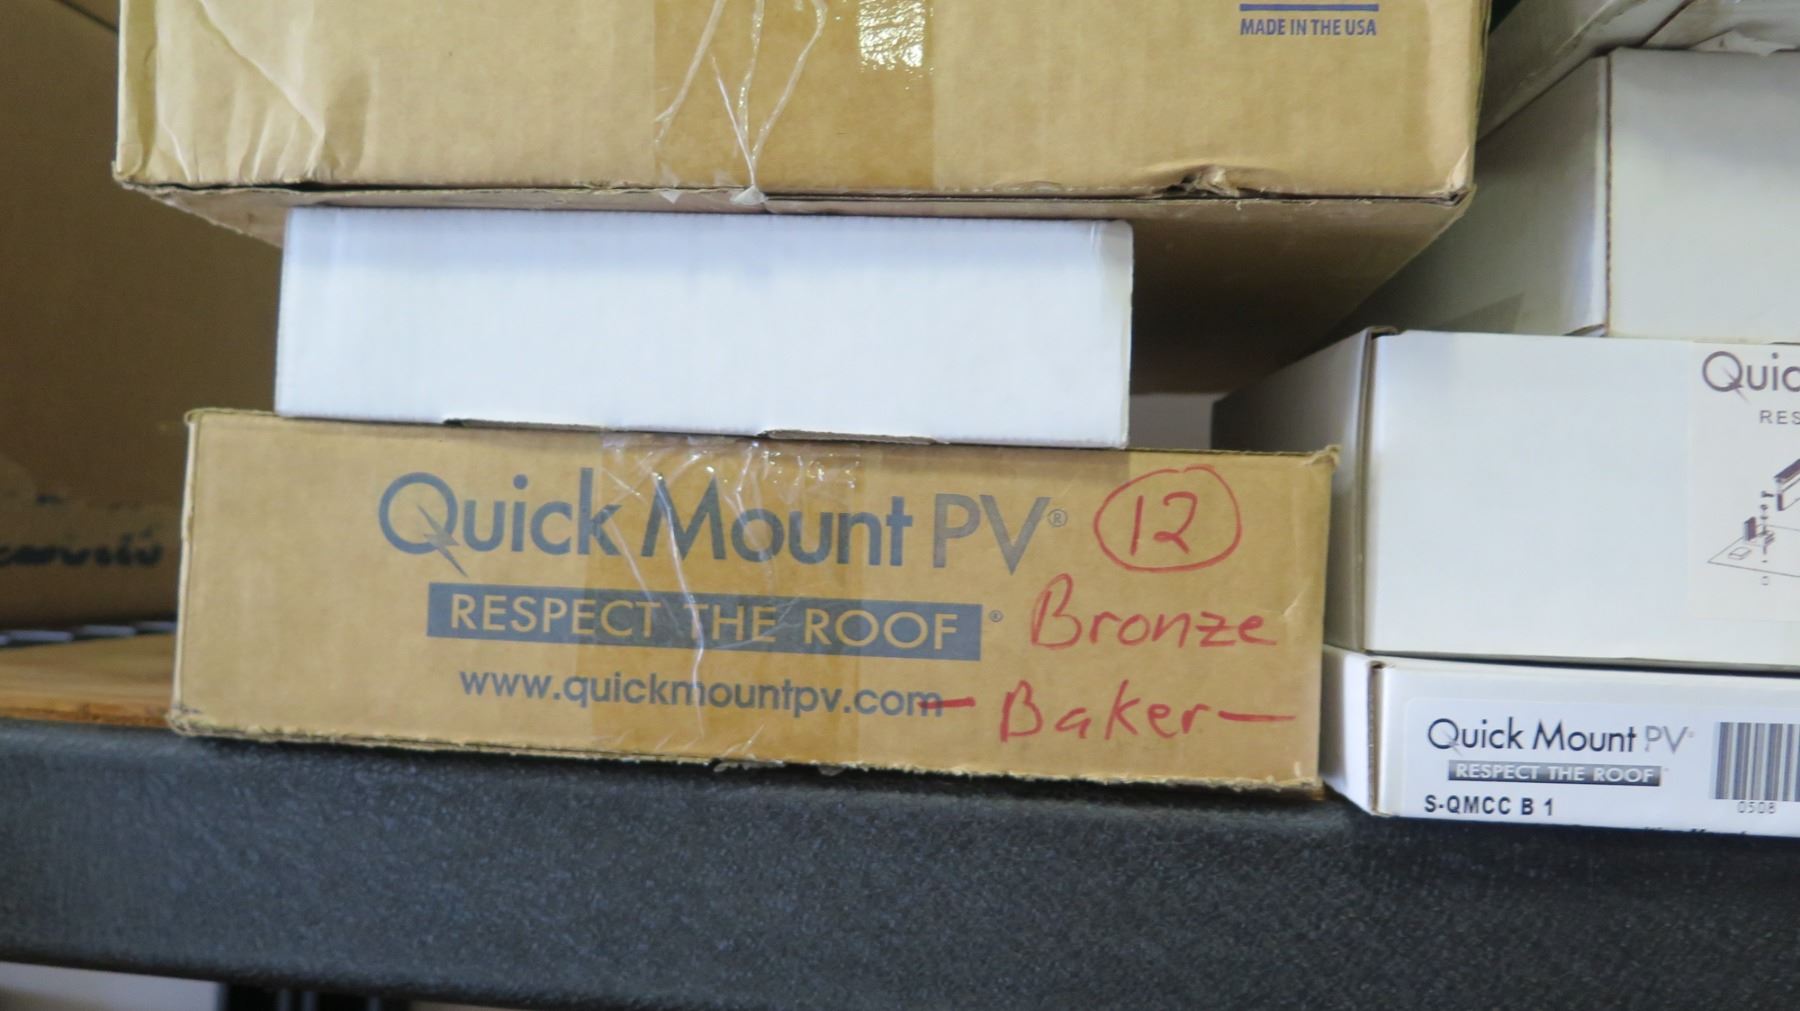 MADE IN THE USA
Quick Mount PV®
RESPECT THE ROOF®
www.quickmountpv.com
12
Bronze
- Baker -
Quic
RES
Quick Mount PV
RESPECT THE ROOF
S-QMCC B 1
0508